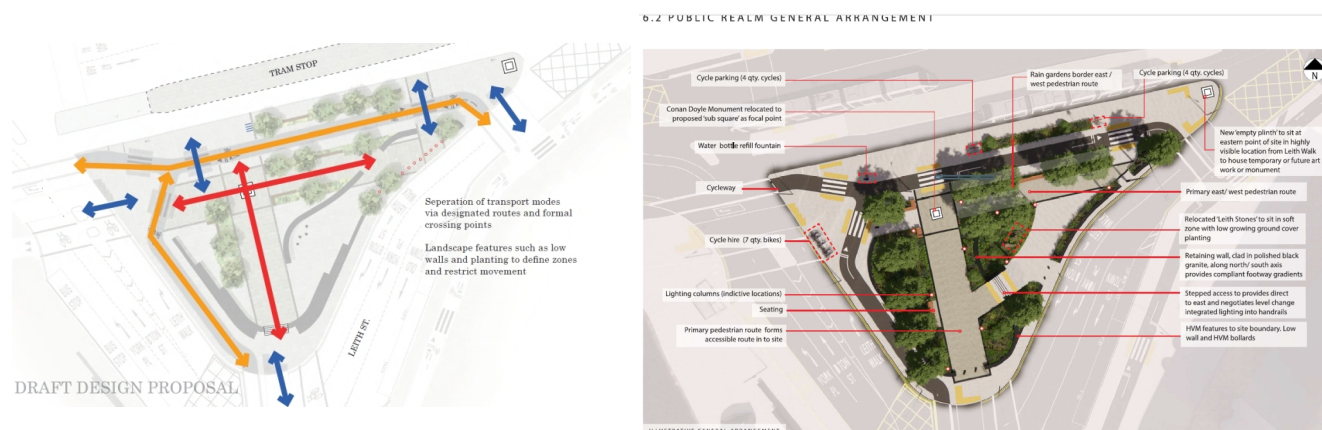 TRAM STOP
Seperation of transport modes
via designated routes and formal
crossing points
Landscape features such as low
walls and planting to define zones
and restrict movement
LEITH ST.
DRAFT DESIGN PROPOSAL
6.2 PUBLIC REALM GENERAL ARRANGEMENT
Cycle parking (4 qty. cycles)
Conan Doyle Monument relocated to
proposed 'sub square' as focal point
Water bottle refill fountain
Cycleway
Cycle hire (7 qty. bikes)
Lighting columns (indictive locations)
Seating
Primary pedestrian route forms
accessible route in to site
Rain gardens border east /
west pedestrian route
Cycle parking (4 qty. cycles)
N
New 'empty plinth' to sit at
eastern point of site in highly
visible location from Leith Walk
to house temporary or future art
work or monument
Primary east/ west pedestrian route
Relocated 'Leith Stones' to sit in soft
zone with low growing ground cover
planting
Retaining wall, clad in polished black
granite, along north/ south axis
provides compliant footway gradients
Stepped access to provides direct
to east and negotiates level change
integrated lighting into handrails
HVM features to site boundary. Low
wall and HVM bollards